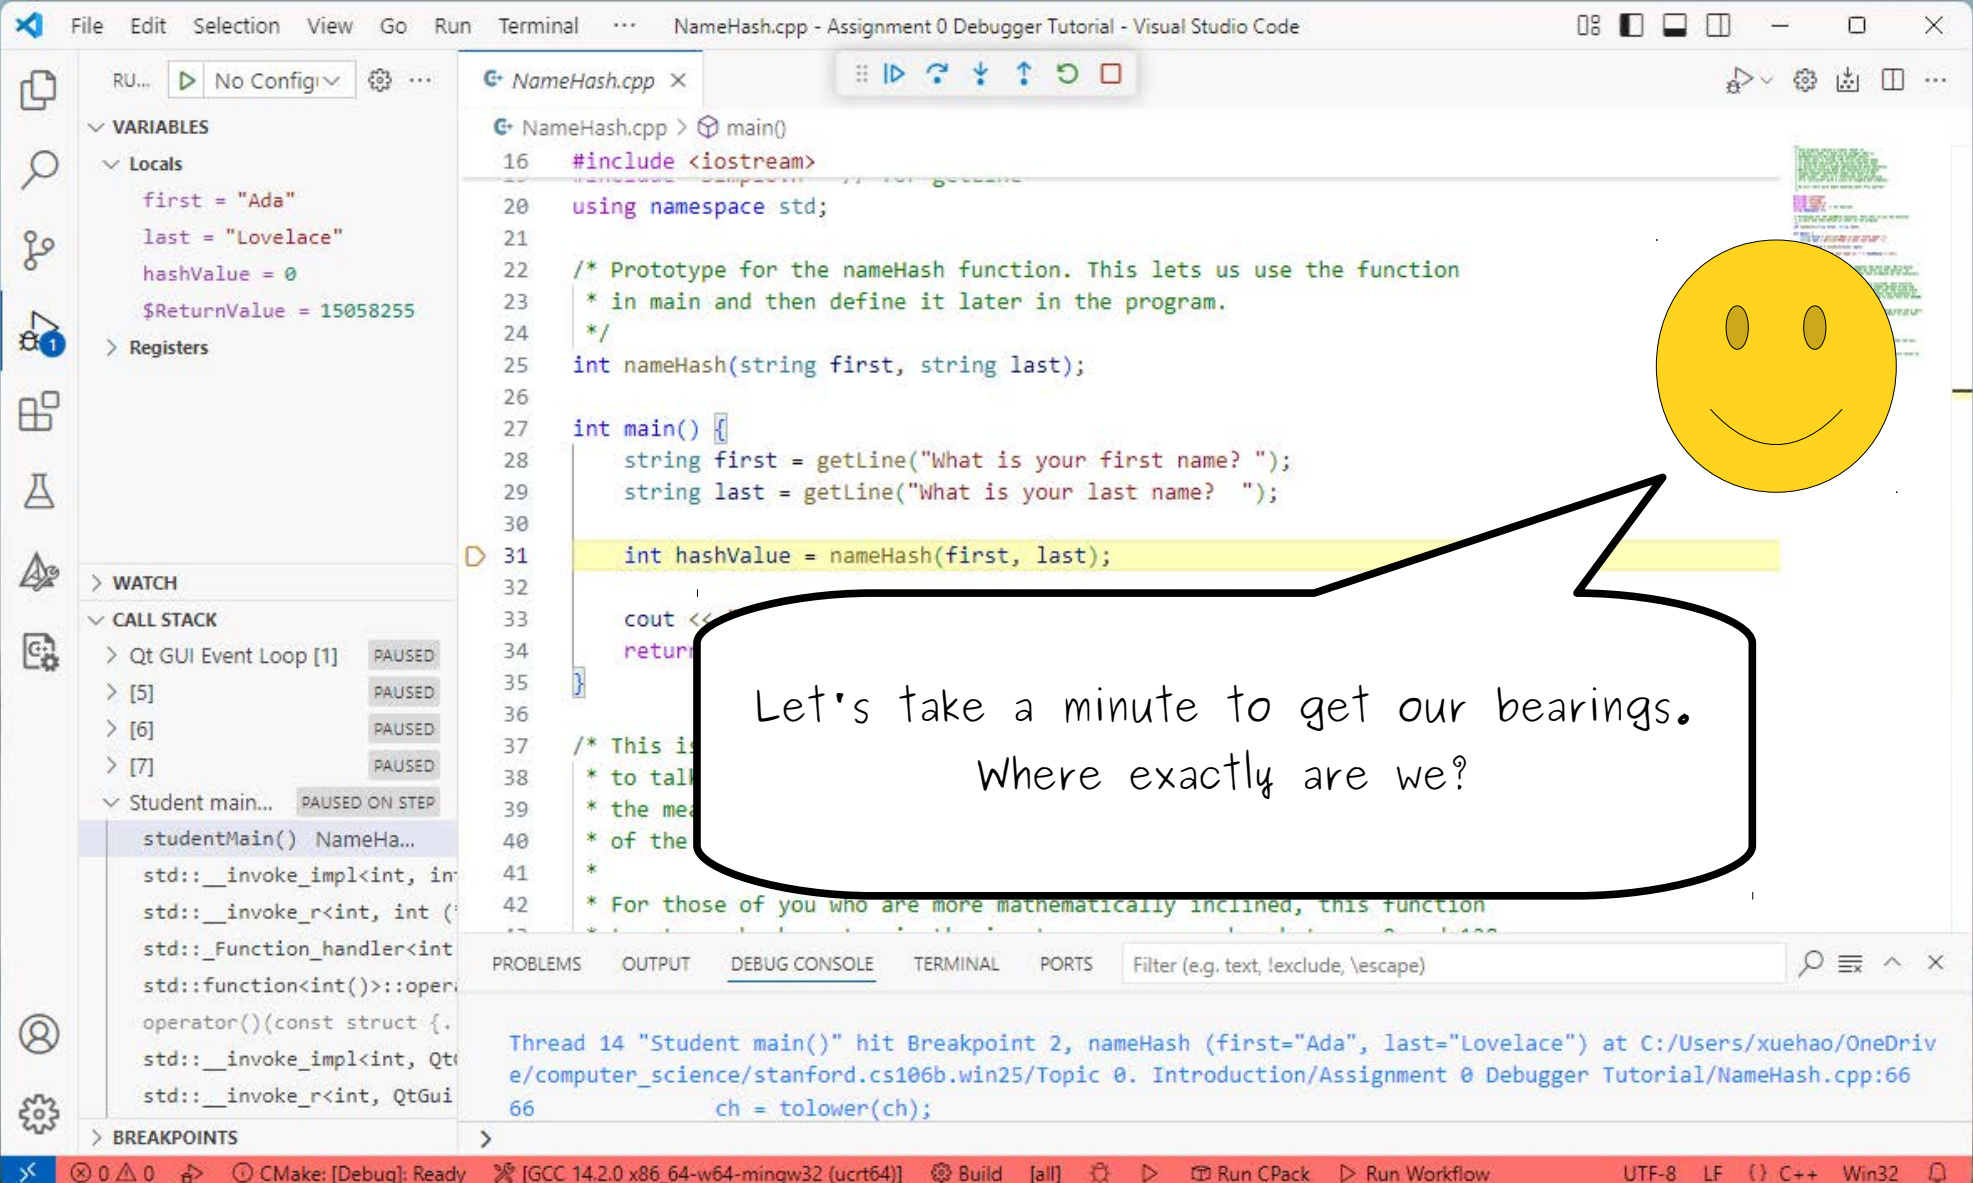 File Edit Selection View Go Run Terminal ··· NameHash.cpp - Assignment 0 Debugger Tutorial - Visual Studio Code
RU... No Config ···
NameHash.cpp
VARIABLES
Locals
first = "Ada"
last = "Lovelace"
hashValue = 0
$ReturnValue = 15058255
Registers
WATCH
CALL STACK
Qt GUI Event Loop [1] PAUSED
[5] PAUSED
[6] PAUSED
[7] PAUSED
Student main... PAUSED ON STEP
studentMain() NameHa...
std::__invoke_impl<int, in
std::__invoke_r<int, int (
std::_Function_handler<int
std::function<int()>::oper
operator()(const struct {.
std::__invoke_impl<int, Qt
std::__invoke_r<int, QtGui
BREAKPOINTS
1
NameHash.cpp > main()
16 #include <iostream>
20 using namespace std;
21
22 /* Prototype for the nameHash function. This lets us use the function
23 * in main and then define it later in the program.
24 */
25 int nameHash(string first, string last);
26
27 int main() {
28 string first = getLine("What is your first name? ");
29 string last = getLine("What is your last name?  ");
30
31 int hashValue = nameHash(first, last);
32
33 cout <<
34 retur
35 }
36
37 /* This is
38 * to talk
39 * the mea
40 * of the
41 *
42 * For those of you who are more mathematically inclined, this function
Let's take a minute to get our bearings.
Where exactly are we?
PROBLEMS OUTPUT DEBUG CONSOLE TERMINAL PORTS Filter (e.g. text, !exclude, \escape)
Thread 14 "Student main()" hit Breakpoint 2, nameHash (first="Ada", last="Lovelace") at C:/Users/xuehao/OneDriv
e/computer_science/stanford.cs106b.win25/Topic 0. Introduction/Assignment 0 Debugger Tutorial/NameHash.cpp:66
66 ch = tolower(ch);
>
0 0 CMake: [Debug]: Ready [GCC 14.2.0 x86_64-w64-mingw32 (ucrt64)] Build [all] Run CPack Run Workflow UTF-8 LF {} C++ Win32